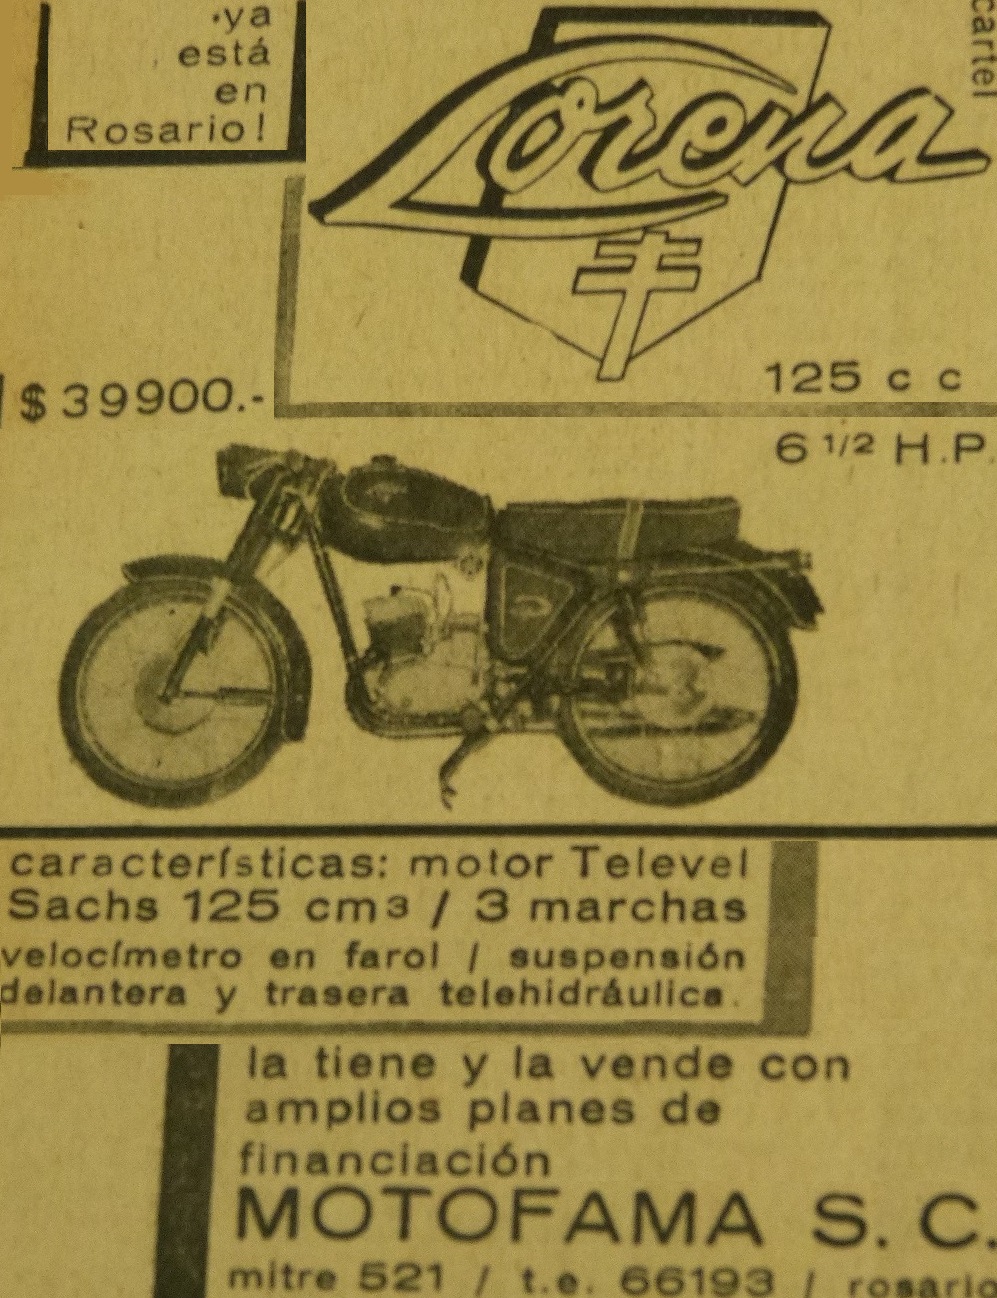 ya
está
en
Rosario!
cartel
Lorena
$39900.-
125 c c
6 1/2 H.P.
características: motor Televel
Sachs 125 cm3 / 3 marchas
velocímetro en farol / suspensión
delantera y trasera telehidráulica.
la tiene y la vende con
amplios planes de
financiación
MOTOFAMA S. C.
mitre 521 / t.e. 66193 / rosario